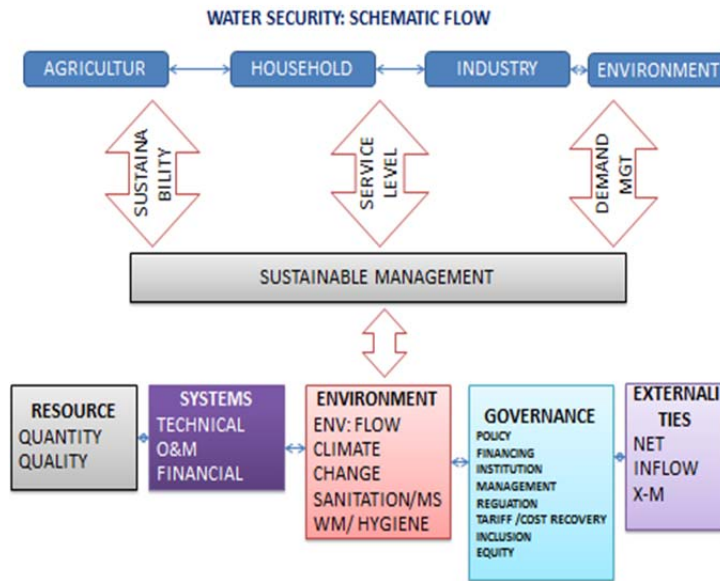 WATER SECURITY: SCHEMATIC FLOW
AGRICULTUR
HOUSEHOLD
INDUSTRY
ENVIRONMENT
SUSTAINA
BILITY
SERVICE
LEVEL
DEMAND
MGT
SUSTAINABLE MANAGEMENT
RESOURCE
QUANTITY
QUALITY
SYSTEMS
TECHNICAL
O&M
FINANCIAL
ENVIRONMENT
ENV: FLOW
CLIMATE
CHANGE
SANITATION/MS
WM/ HYGIENE
GOVERNANCE
POLICY
FINANCING
INSTITUTION
MANAGEMENT
REGUATION
TARIFF /COST RECOVERY
INCLUSION
EQUITY
EXTERNALI
TIES
NET
INFLOW
X-M